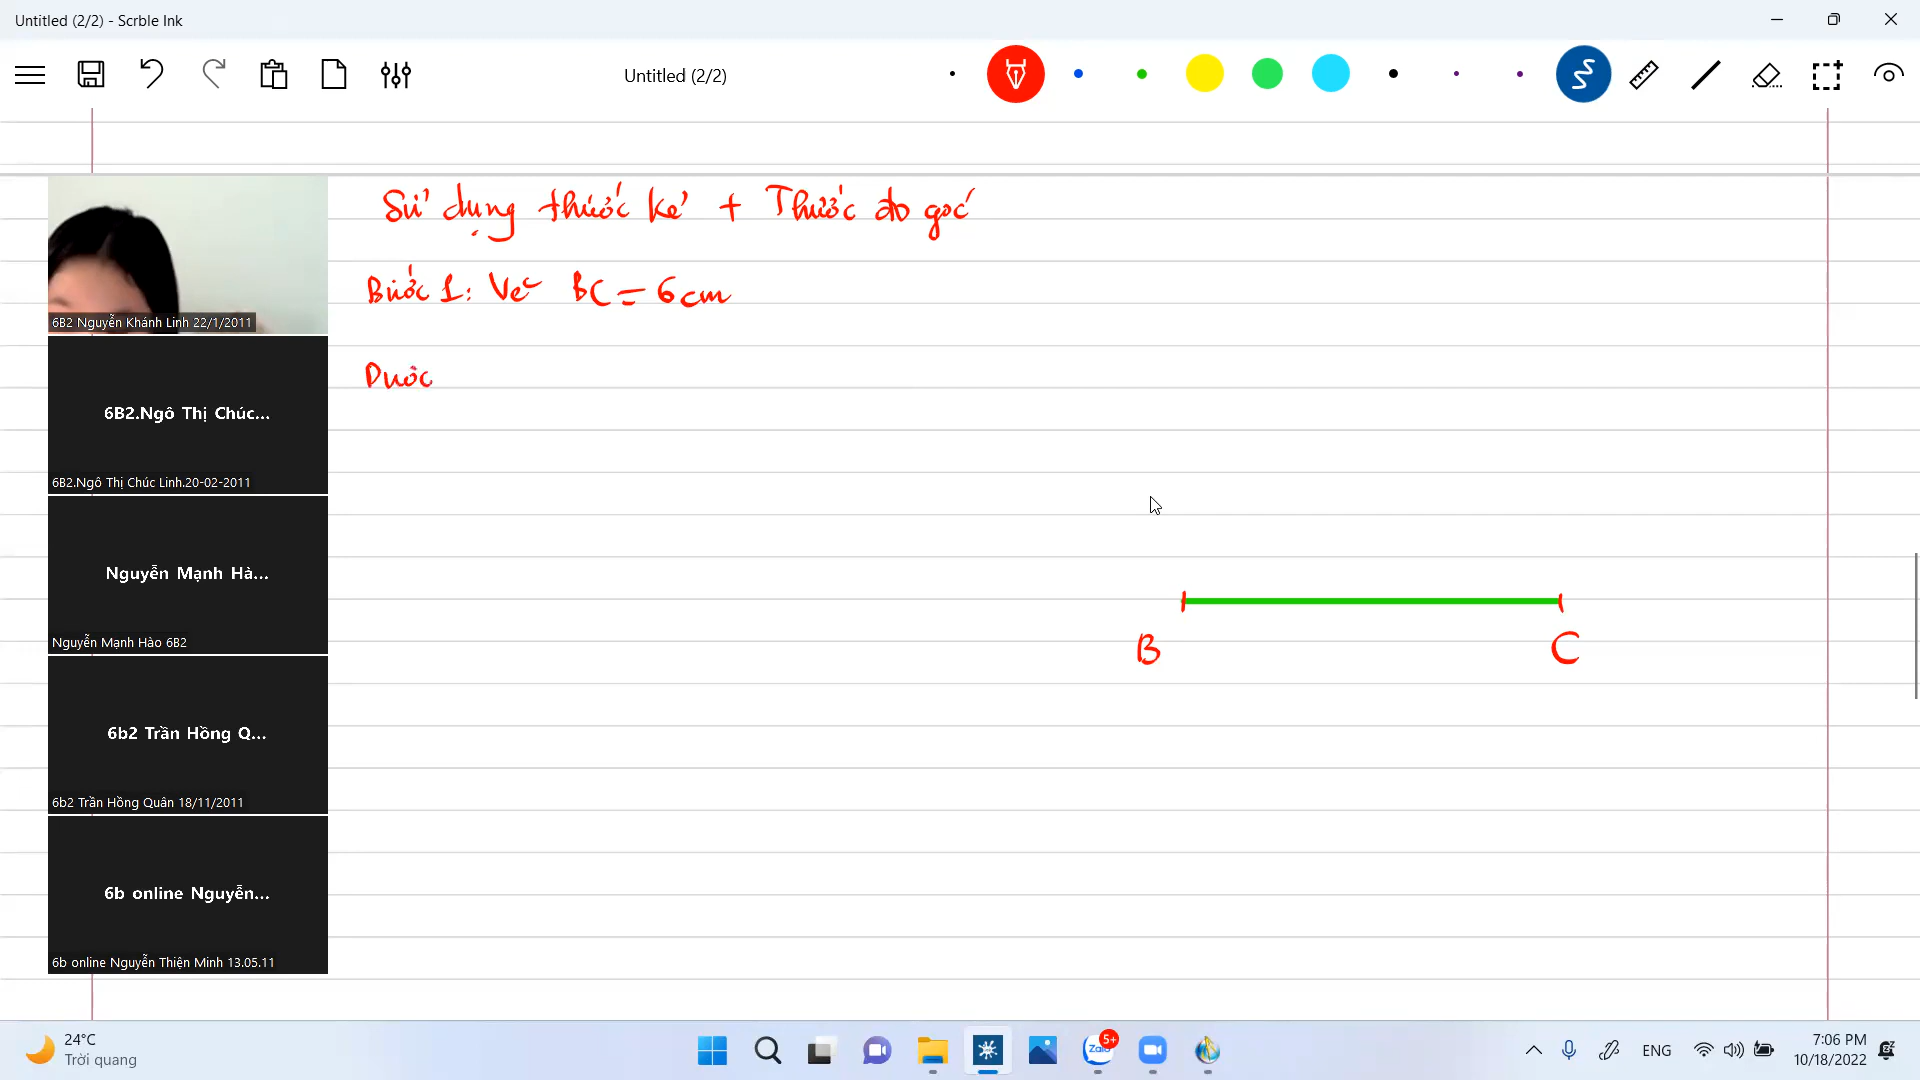 Untitled (2/2) - Scrble Ink
Untitled (2/2)
Sử dụng thước kẻ + Thước đo góc
Bước 1: Vẽ BC = 6cm
Dước
B
C
6B2 Nguyễn Khánh Linh 22/1/2011
6B2.Ngô Thị Chúc...
6B2.Ngô Thị Chúc Linh.20-02-2011
Nguyễn Mạnh Hà...
Nguyễn Mạnh Hào 6B2
6b2 Trần Hồng Q...
6b2 Trần Hồng Quân 18/11/2011
6b online Nguyễn...
6b online Nguyễn Thiện Minh 13.05.11
24°C
Trời quang
Zalo
5+
ENG
7:06 PM
10/18/2022